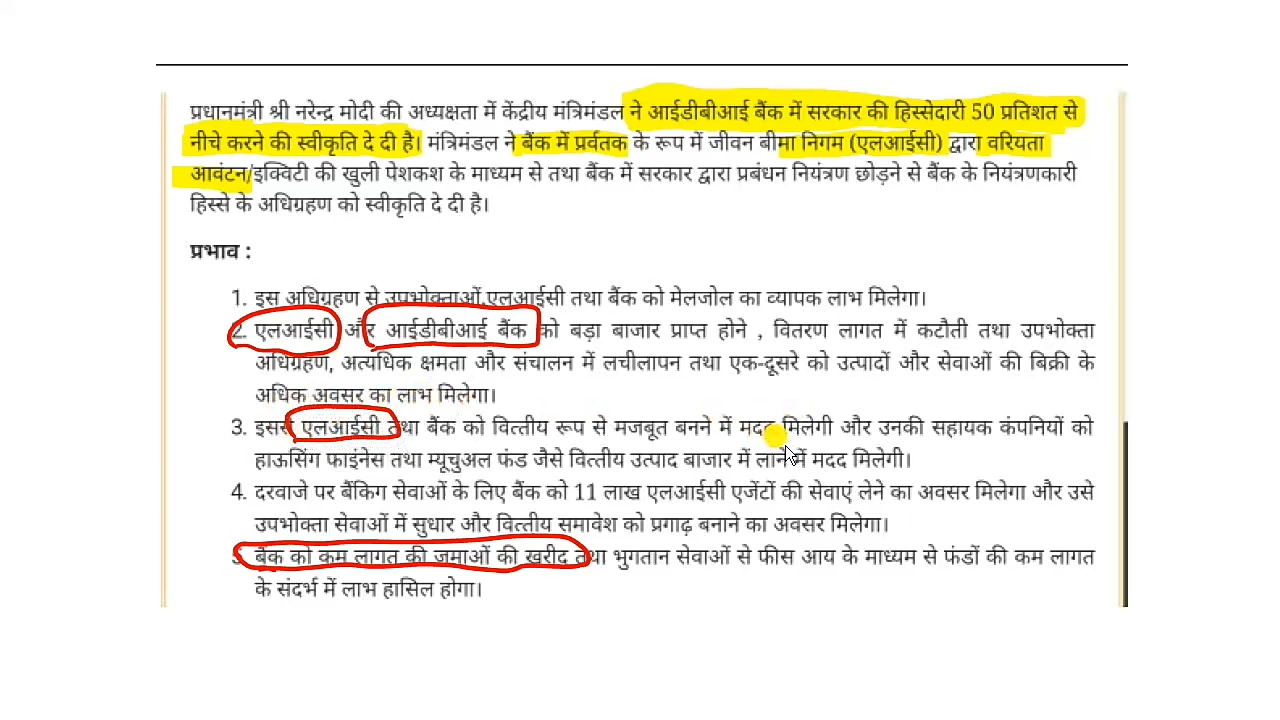 प्रधानमंत्री श्री नरेन्द्र मोदी की अध्यक्षता में केंद्रीय मंत्रिमंडल ने आईडीबीआई बैंक में सरकार की हिस्सेदारी 50 प्रतिशत से
नीचे करने की स्वीकृति दे दी है। मंत्रिमंडल ने बैंक में प्रर्वतक के रूप में जीवन बीमा निगम (एलआईसी) द्वारा वरियता
आवंटन/इक्विटी की खुली पेशकश के माध्यम से तथा बैंक में सरकार द्वारा प्रबंधन नियंत्रण छोड़ने से बैंक के नियंत्रणकारी
हिस्से के अधिग्रहण को स्वीकृति दे दी है।
प्रभाव :
1. इस अधिग्रहण से उपभोक्ताओं,एलआईसी तथा बैंक को मेलजोल का व्यापक लाभ मिलेगा।
2. एलआईसी और आईडीबीआई बैंक को बड़ा बाजार प्राप्त होने , वितरण लागत में कटौती तथा उपभोक्ता
अधिग्रहण, अत्यधिक क्षमता और संचालन में लचीलापन तथा एक-दूसरे को उत्पादों और सेवाओं की बिक्री के
अधिक अवसर का लाभ मिलेगा।
3. इससे एलआईसी तथा बैंक को वित्तीय रूप से मजबूत बनने में मदद मिलेगी और उनकी सहायक कंपनियों को
हाऊसिंग फाइंनेस तथा म्यूचुअल फंड जैसे वित्तीय उत्पाद बाजार में लाने में मदद मिलेगी।
4. दरवाजे पर बैंकिग सेवाओं के लिए बैंक को 11 लाख एलआईसी एजेंटों की सेवाएं लेने का अवसर मिलेगा और उसे
उपभोक्ता सेवाओं में सुधार और वित्तीय समावेश को प्रगाढ़ बनाने का अवसर मिलेगा।
5. बैंक को कम लागत की जमाओं की खरीद तथा भुगतान सेवाओं से फीस आय के माध्यम से फंडों की कम लागत
के संदर्भ में लाभ हासिल होगा।